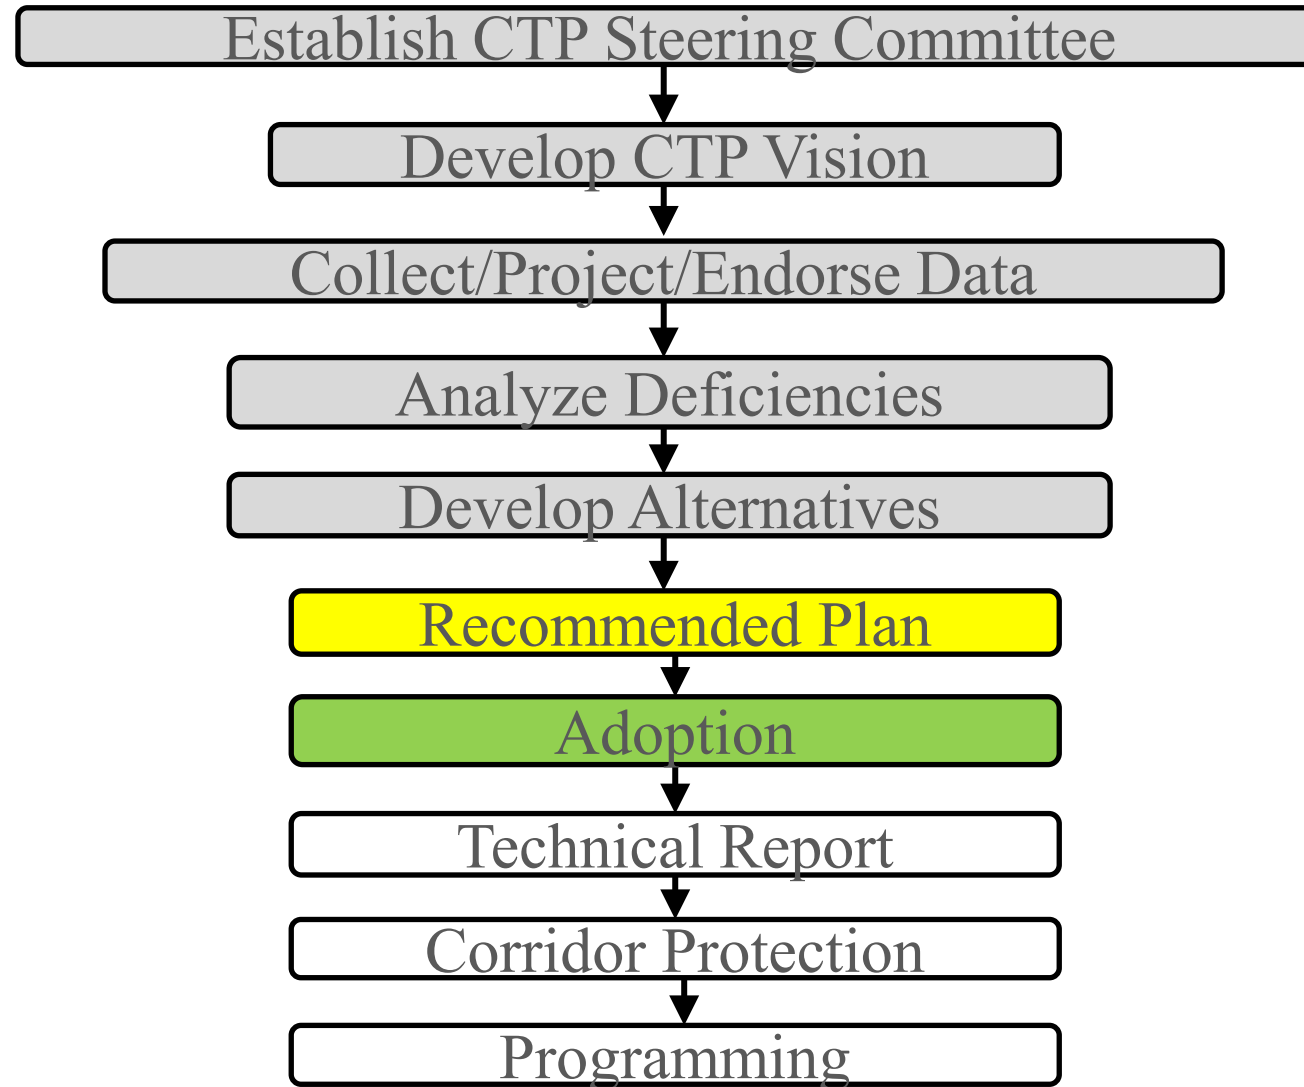 Establish CTP Steering Committee
Develop CTP Vision
Collect/Project/Endorse Data
Analyze Deficiencies
Develop Alternatives
Recommended Plan
Adoption
Technical Report
Corridor Protection
Programming